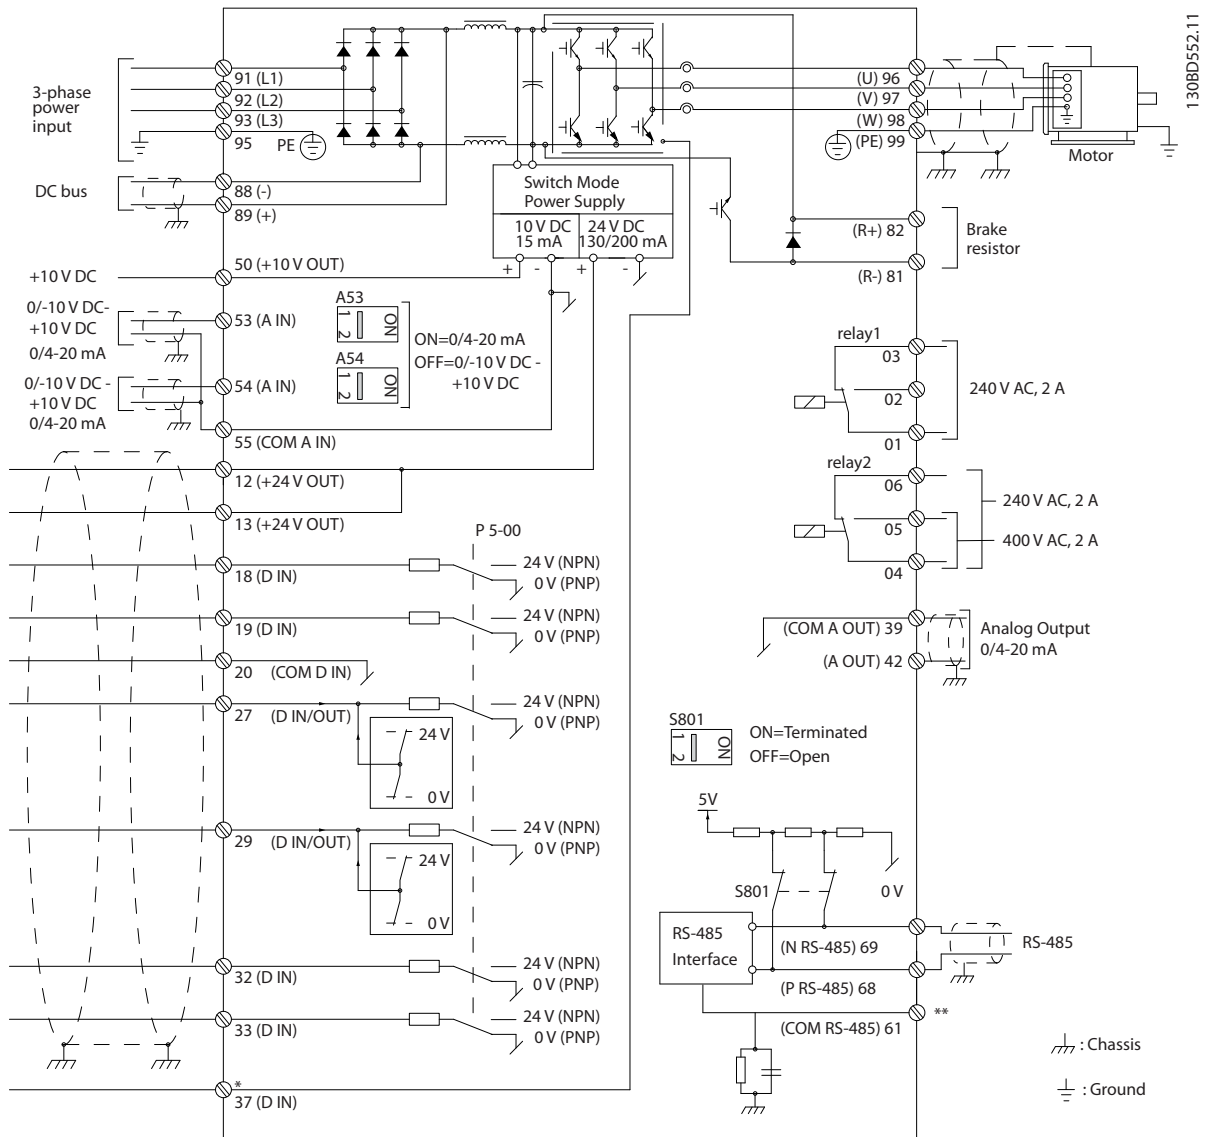 130BD552.11
3-phase
power
input
91 (L1)
92 (L2)
93 (L3)
95
PE
DC bus
88 (-)
89 (+)
Switch Mode
Power Supply
10 V DC
15 mA
24 V DC
130/200 mA
+ - + -
(U) 96
(V) 97
(W) 98
(PE) 99
Motor
(R+) 82
Brake
resistor
(R-) 81
+10 V DC
50 (+10 V OUT)
0/-10 V DC-
+10 V DC
0/4-20 mA
53 (A IN)
0/-10 V DC -
+10 V DC
0/4-20 mA
54 (A IN)
55 (COM A IN)
A53
1 2 ON
A54
1 2 ON
ON=0/4-20 mA
OFF=0/-10 V DC -
+10 V DC
relay1
03
02
01
240 V AC, 2 A
relay2
06
05
04
240 V AC, 2 A
400 V AC, 2 A
12 (+24 V OUT)
13 (+24 V OUT)
P 5-00
18 (D IN)
24 V (NPN)
0 V (PNP)
19 (D IN)
24 V (NPN)
0 V (PNP)
20 (COM D IN)
27 (D IN/OUT)
24 V (NPN)
0 V (PNP)
24 V
0 V
29 (D IN/OUT)
24 V (NPN)
0 V (PNP)
24 V
0 V
32 (D IN)
24 V (NPN)
0 V (PNP)
33 (D IN)
24 V (NPN)
0 V (PNP)
*
37 (D IN)
(COM A OUT) 39
(A OUT) 42
Analog Output
0/4-20 mA
S801
1 2 ON
ON=Terminated
OFF=Open
5V
S801
0 V
RS-485
Interface
(N RS-485) 69
(P RS-485) 68
(COM RS-485) 61
RS-485
**
: Chassis
: Ground